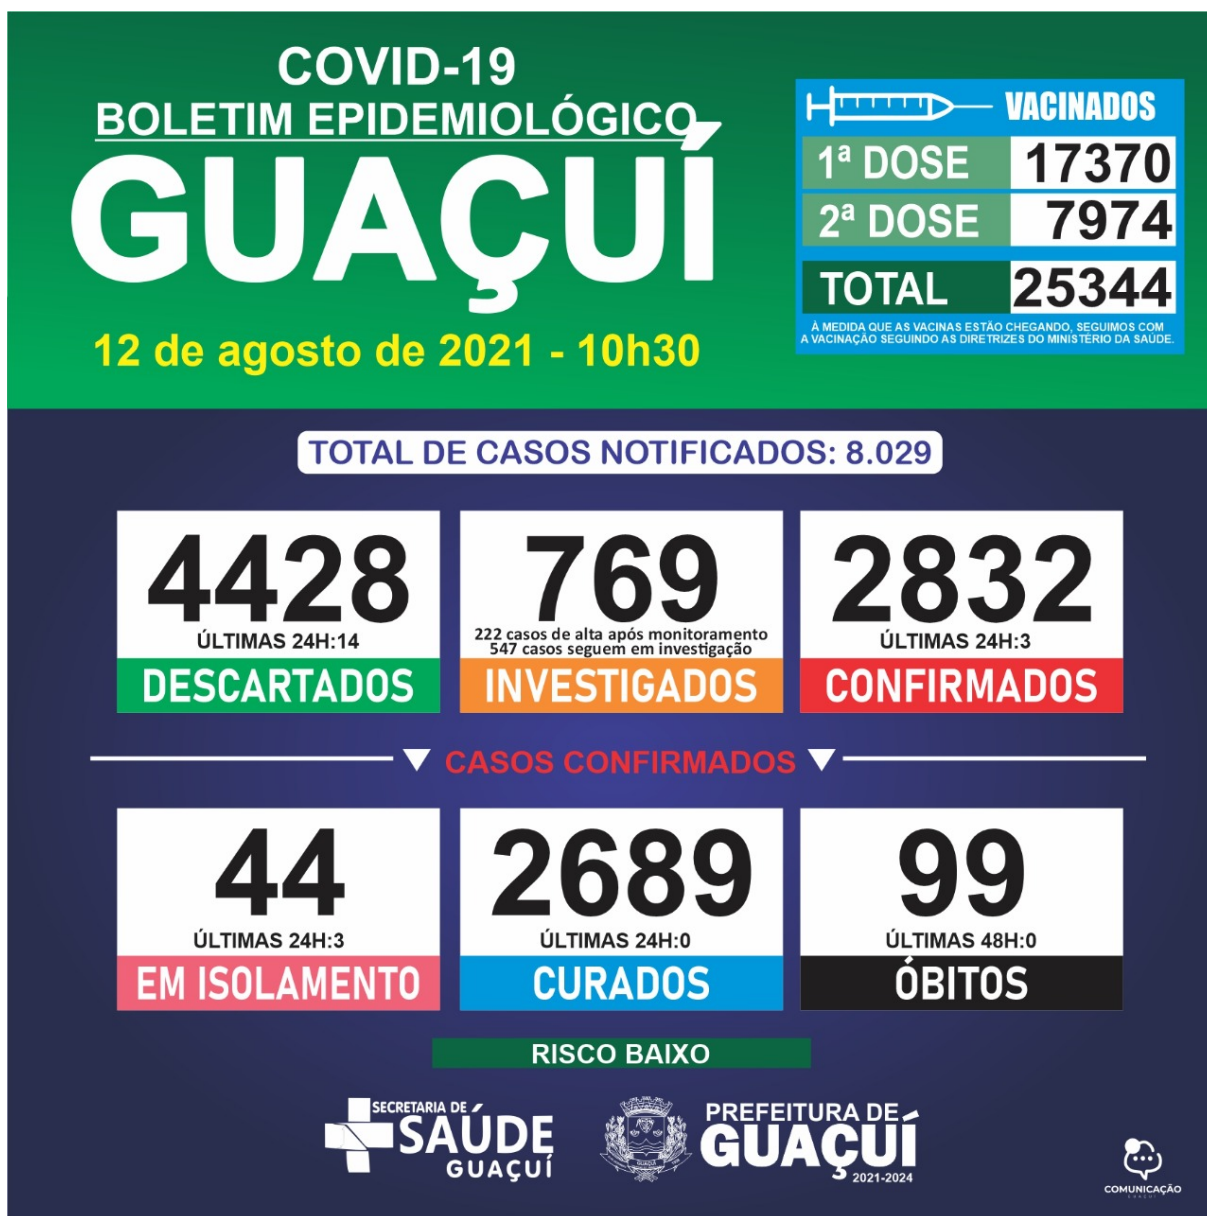 COVID-19
BOLETIM EPIDEMIOLÓGICO
GUAÇUÍ
12 de agosto de 2021 - 10h30
VACINADOS
1ª DOSE 17370
2ª DOSE 7974
TOTAL 25344
À MEDIDA QUE AS VACINAS ESTÃO CHEGANDO, SEGUIMOS COM
A VACINAÇÃO SEGUINDO AS DIRETRIZES DO MINISTÉRIO DA SAÚDE.
TOTAL DE CASOS NOTIFICADOS: 8.029
4428
ÚLTIMAS 24H:14
DESCARTADOS
769
222 casos de alta após monitoramento
547 casos seguem em investigação
INVESTIGADOS
2832
ÚLTIMAS 24H:3
CONFIRMADOS
CASOS CONFIRMADOS
44
ÚLTIMAS 24H:3
EM ISOLAMENTO
2689
ÚLTIMAS 24H:0
CURADOS
99
ÚLTIMAS 48H:0
ÓBITOS
RISCO BAIXO
SECRETARIA DE
SAÚDE
GUAÇUÍ
PREFEITURA DE
GUAÇUÍ
2021-2024
COMUNICAÇÃO